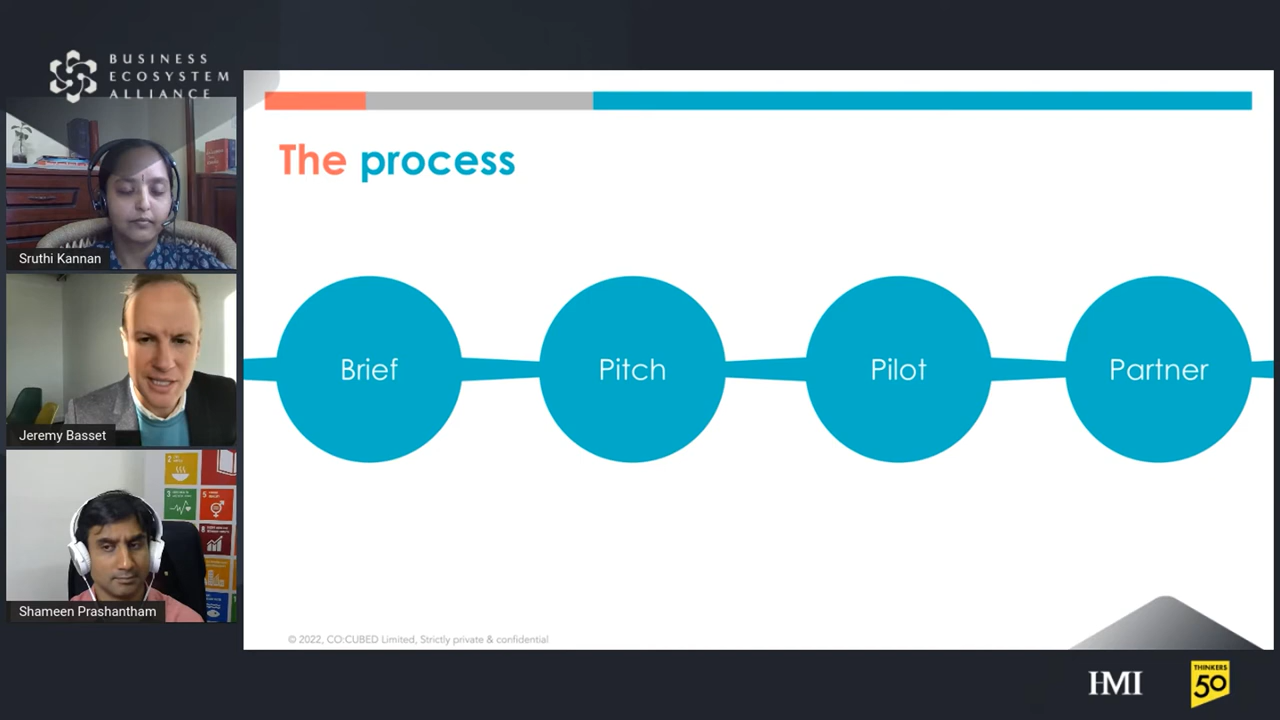 BUSINESS
ECOSYSTEM
ALLIANCE
Sruthi Kannan
Jeremy Basset
Shameen Prashantham
The process
Brief
Pitch
Pilot
Partner
© 2022, CO:CUBED Limited, Strictly private & confidential
HMI
THINKERS
50